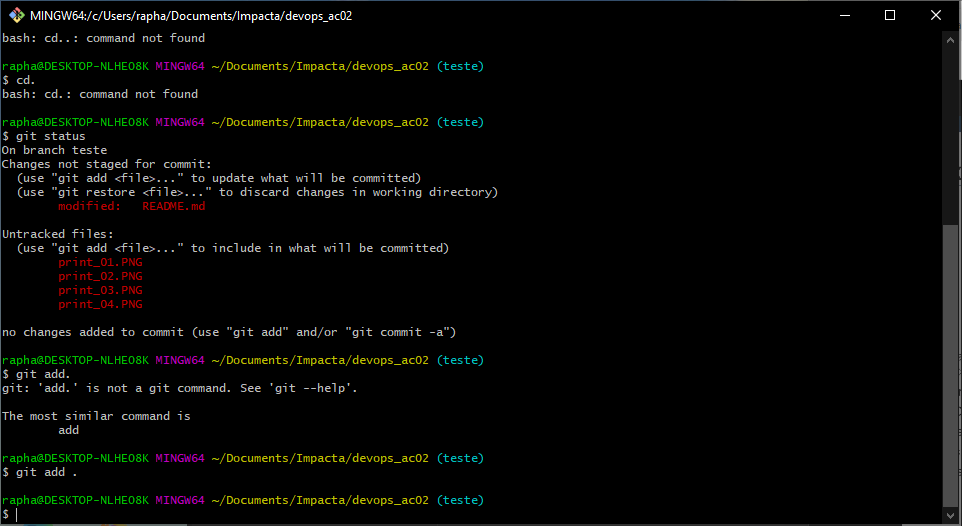 MINGW64:/c/Users/rapha/Documents/Impacta/devops_ac02
bash: cd..: command not found
rapha@DESKTOP-NLHEO8K MINGW64 ~/Documents/Impacta/devops_ac02 (teste)
$ cd.
bash: cd.: command not found
rapha@DESKTOP-NLHEO8K MINGW64 ~/Documents/Impacta/devops_ac02 (teste)
$ git status
On branch teste
Changes not staged for commit:
  (use "git add <file>..." to update what will be committed)
  (use "git restore <file>..." to discard changes in working directory)
        modified:   README.md
Untracked files:
  (use "git add <file>..." to include in what will be committed)
        print_01.PNG
        print_02.PNG
        print_03.PNG
        print_04.PNG
no changes added to commit (use "git add" and/or "git commit -a")
rapha@DESKTOP-NLHEO8K MINGW64 ~/Documents/Impacta/devops_ac02 (teste)
$ git add.
git: 'add.' is not a git command. See 'git --help'.
The most similar command is
        add
rapha@DESKTOP-NLHEO8K MINGW64 ~/Documents/Impacta/devops_ac02 (teste)
$ git add .
rapha@DESKTOP-NLHEO8K MINGW64 ~/Documents/Impacta/devops_ac02 (teste)
$